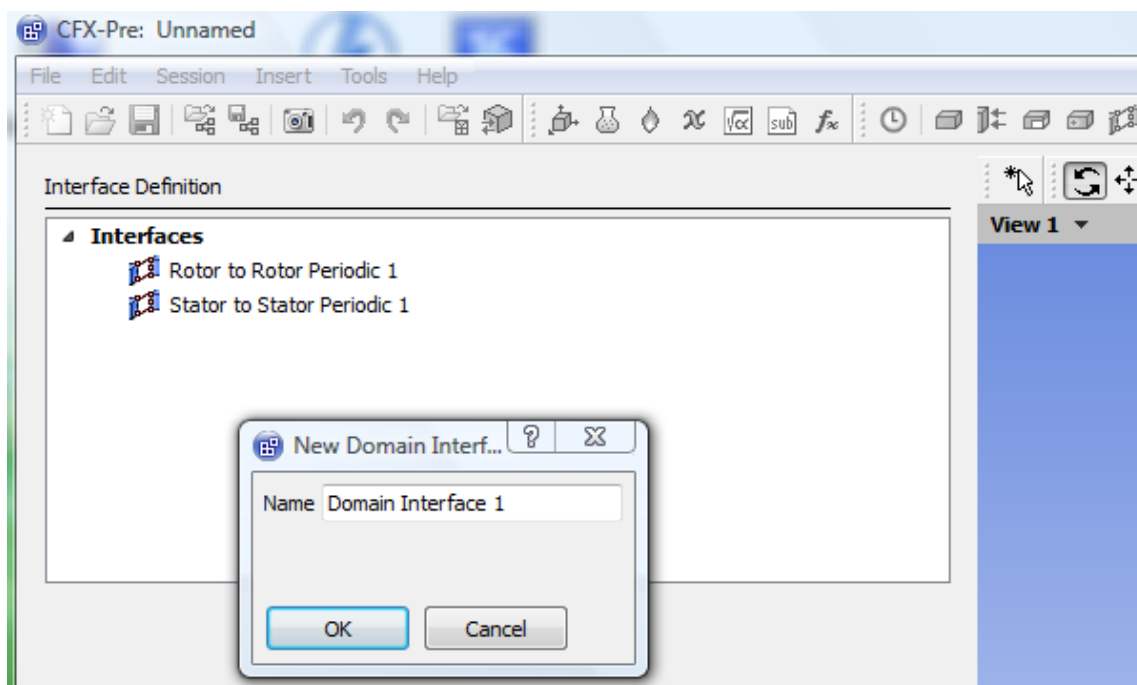 CFX-Pre: Unnamed
File Edit Session Insert Tools Help
√α sub f∞
Interface Definition
View 1
Interfaces
Rotor to Rotor Periodic 1
Stator to Stator Periodic 1
New Domain Interf...
Name Domain Interface 1
OK Cancel